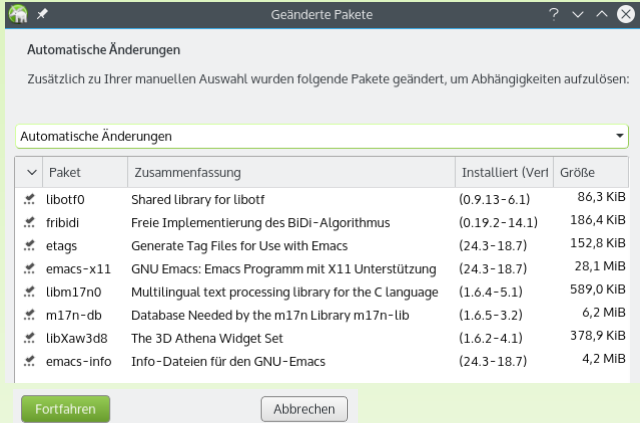 Geänderte Pakete
Automatische Änderungen
Zusätzlich zu Ihrer manuellen Auswahl wurden folgende Pakete geändert, um Abhängigkeiten aufzulösen:
Automatische Änderungen
Paket Zusammenfassung Installiert (Verf Größe
libotf0 Shared library for libotf (0.9.13-6.1) 86,3 KiB
fribidi Freie Implementierung des BiDi-Algorithmus (0.19.2-14.1) 186,4 KiB
etags Generate Tag Files for Use with Emacs (24.3-18.7) 152,8 KiB
emacs-x11 GNU Emacs: Emacs Programm mit X11 Unterstützung (24.3-18.7) 28,1 MiB
libm17n0 Multilingual text processing library for the C language (1.6.4-5.1) 589,0 KiB
m17n-db Database Needed by the m17n Library m17n-lib (1.6.5-3.2) 6,2 MiB
libXaw3d8 The 3D Athena Widget Set (1.6.2-4.1) 378,9 KiB
emacs-info Info-Dateien für den GNU-Emacs (24.3-18.7) 4,2 MiB
Fortfahren Abbrechen